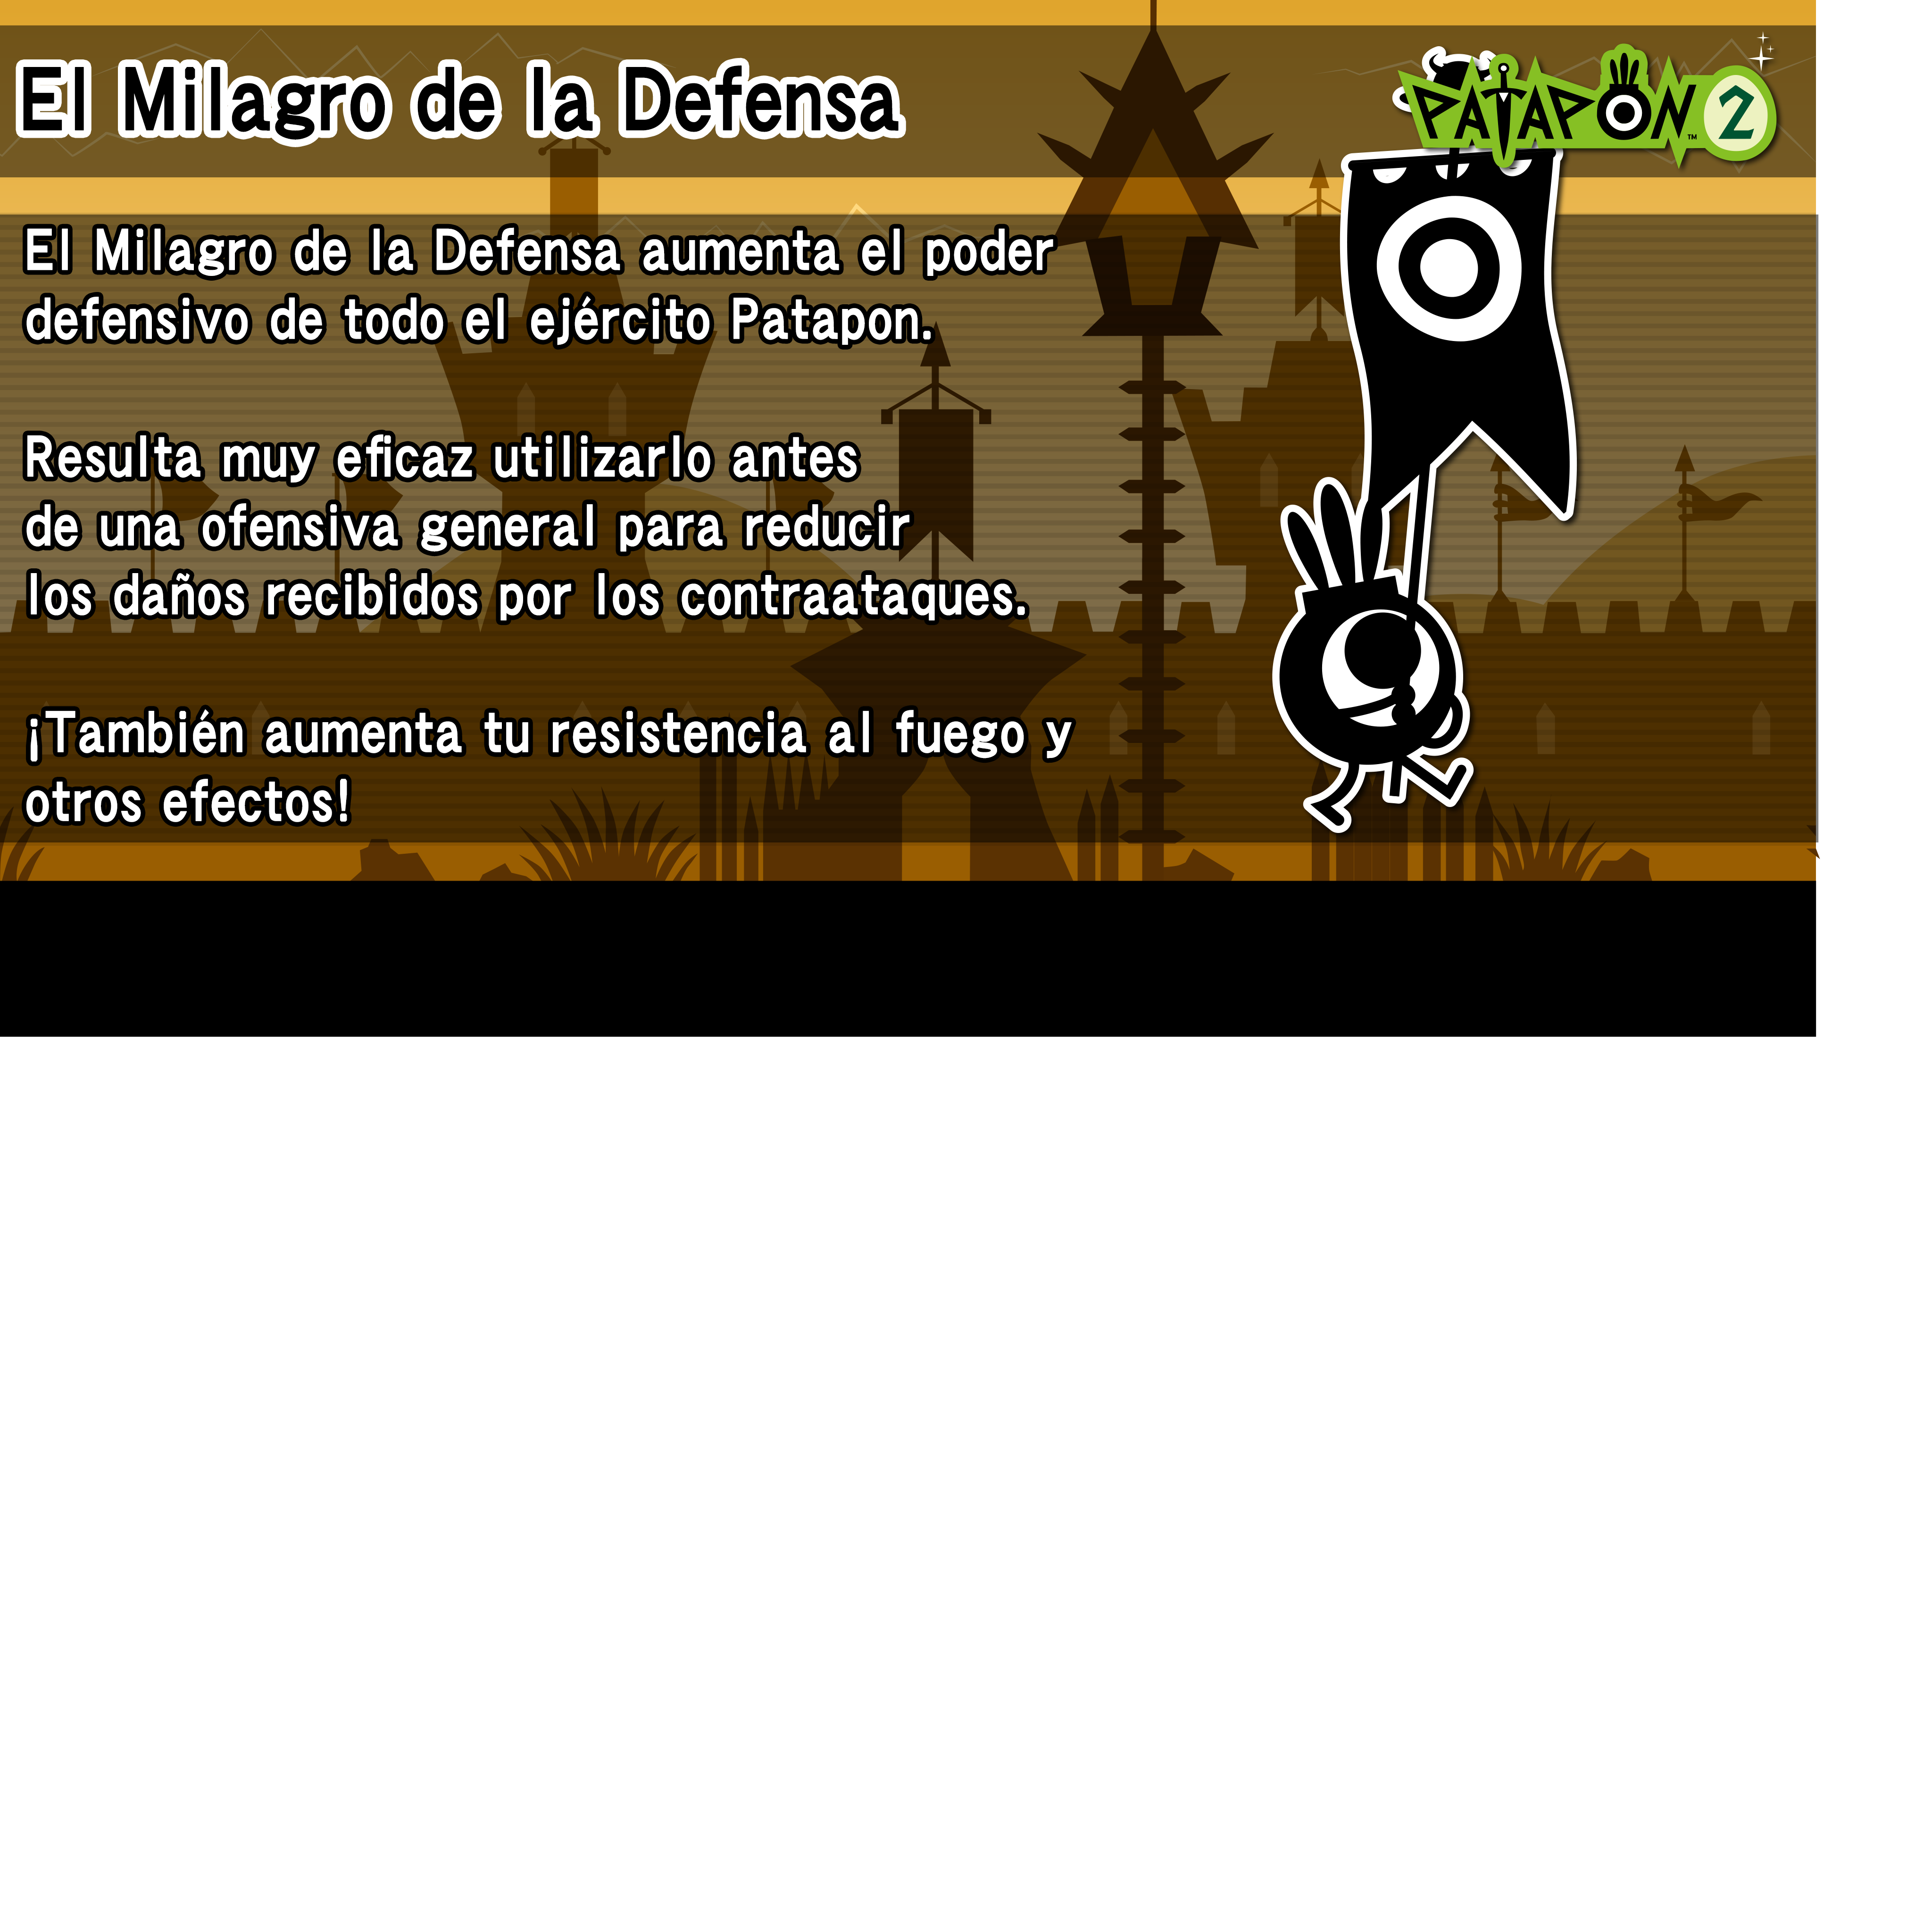 El Milagro de la Defensa
PATAPON™ 2
El Milagro de la Defensa aumenta el poder
defensivo de todo el ejército Patapon.
Resulta muy eficaz utilizarlo antes
de una ofensiva general para reducir
los daños recibidos por los contraataques.
¡También aumenta tu resistencia al fuego y
otros efectos!